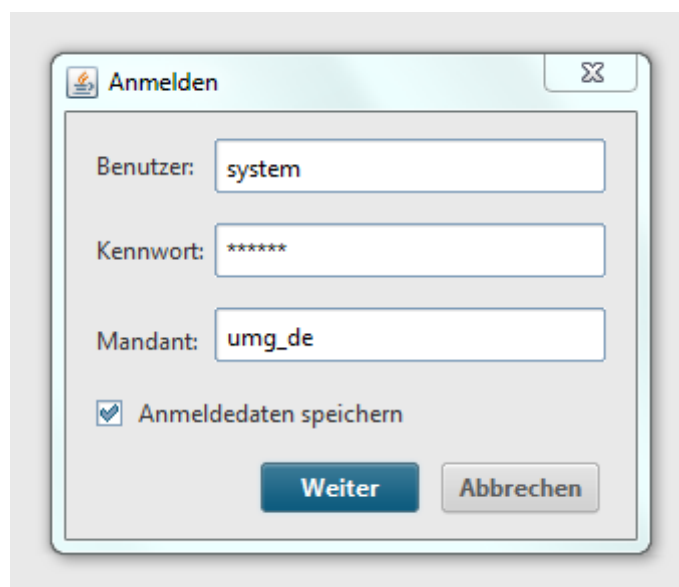 Anmelden
Benutzer: system
Kennwort: ******
Mandant: umg_de
Anmeldedaten speichern
Weiter Abbrechen